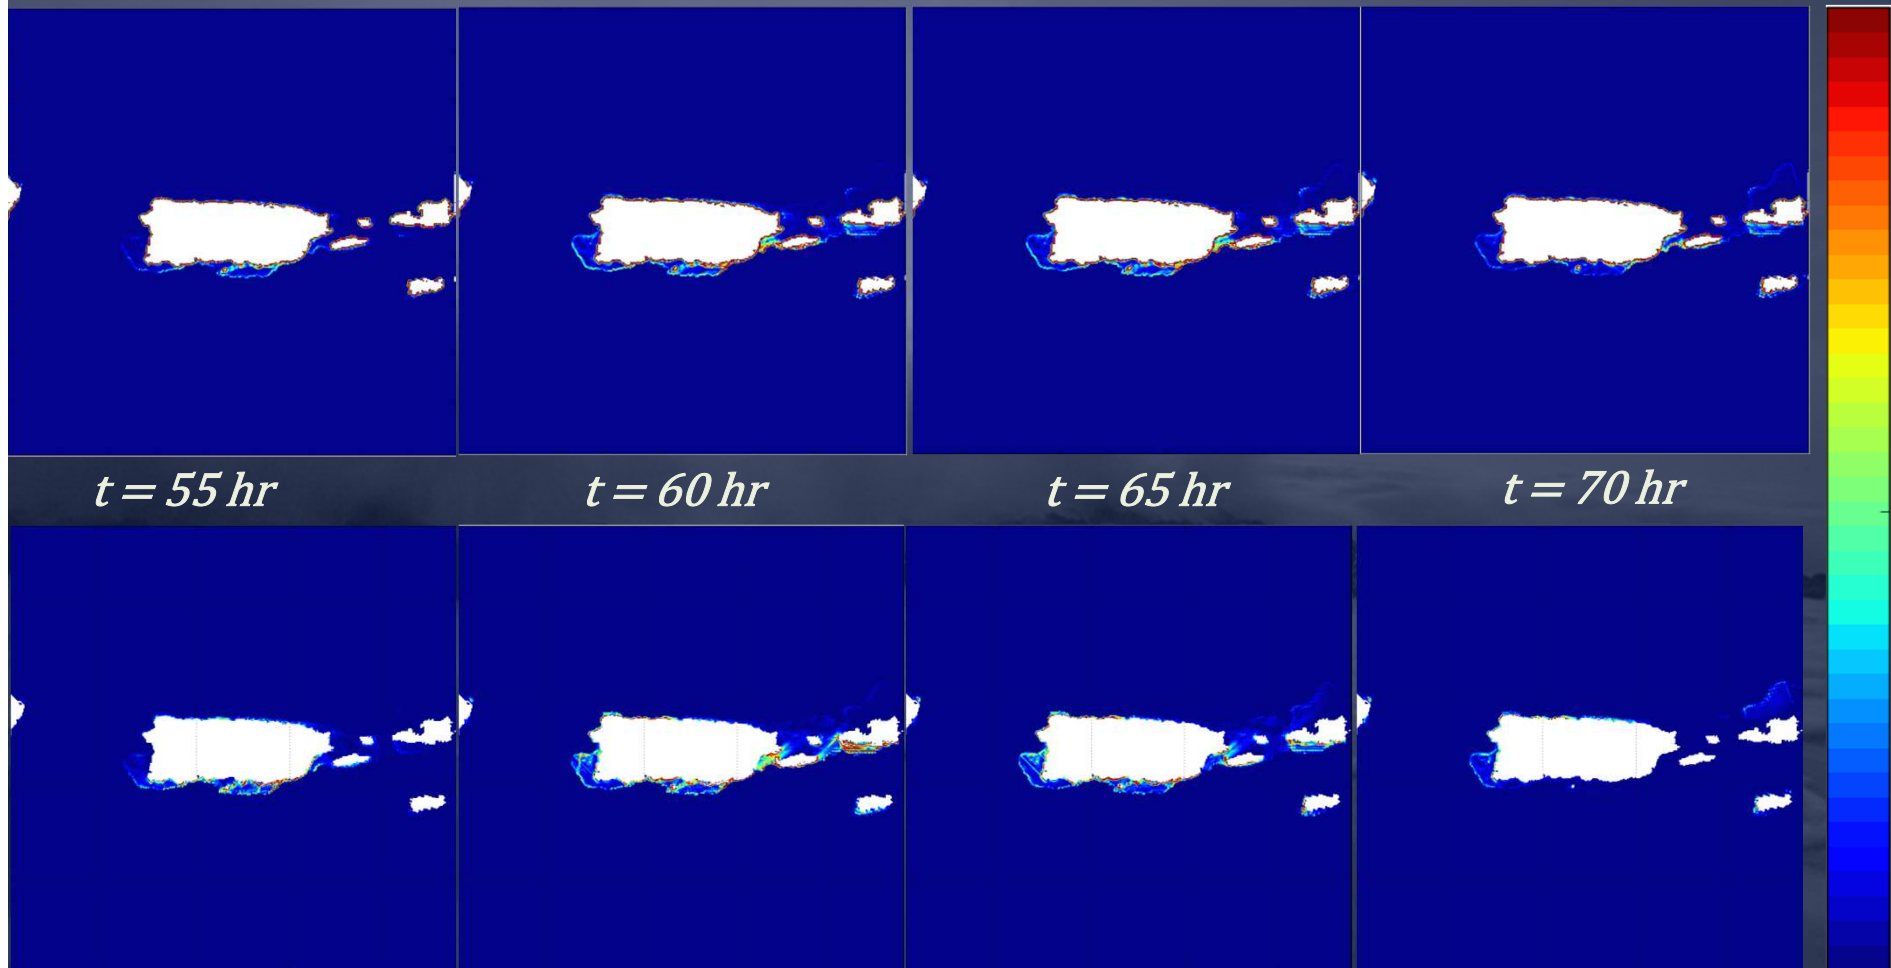 t = 55 hr
t = 60 hr
t = 65 hr
t = 70 hr